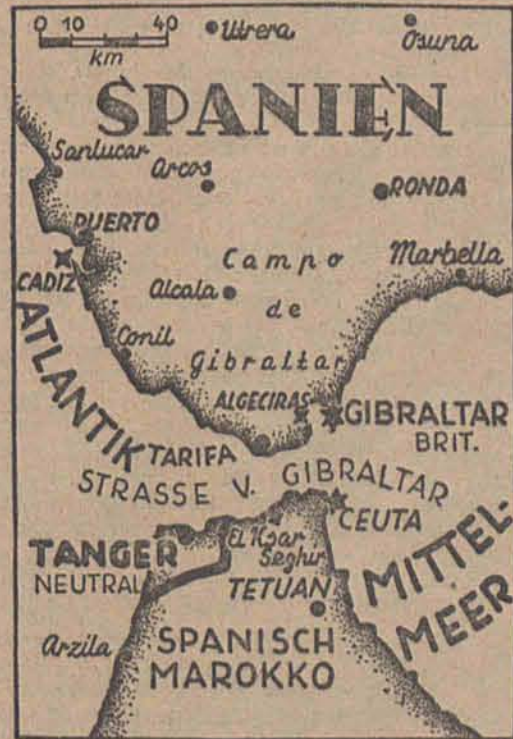 0 10 40
km
Utrera
Osuna
SPANIEN
Sanlucar
Arcos
RONDA
PUERTO
Campo
Marbella
CADIZ
Alcala
de
Conil
Gibraltar
ATLANTIK
ALGECIRAS
GIBRALTAR
BRIT.
TARIFA
STRASSE V. GIBRALTAR
CEUTA
TANGER
El Ksar
NEUTRAL
Seghir
MITTEL-
MEER
TETUAN
Arzila
SPANISCH
MAROKKO